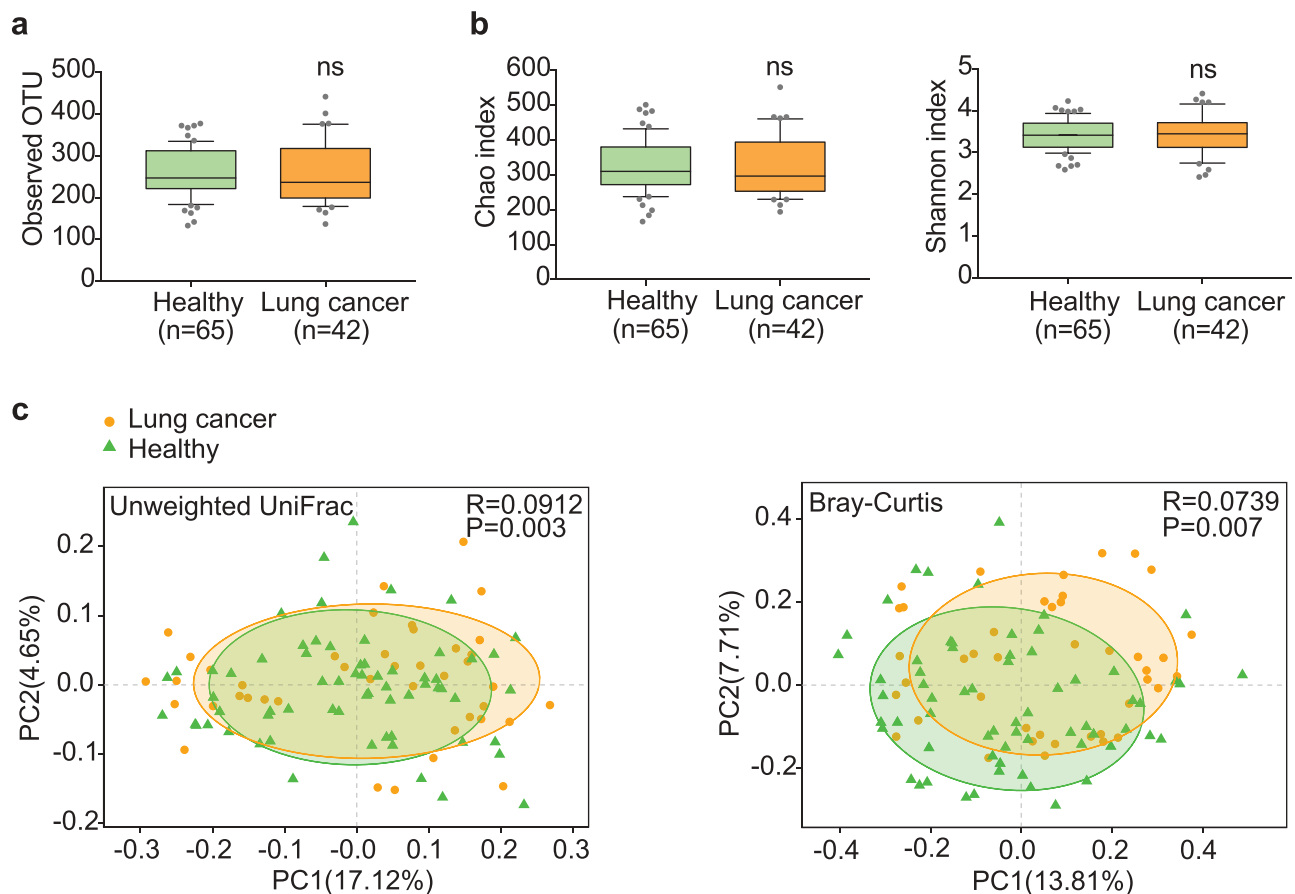 a
Observed OTU
500
400
300
200
100
0
ns
Healthy
(n=65)
Lung cancer
(n=42)
b
Chao index
600
500
400
300
200
100
0
ns
Healthy
(n=65)
Lung cancer
(n=42)
Shannon index
5
4
3
2
1
0
ns
Healthy
(n=65)
Lung cancer
(n=42)
c
Lung cancer
Healthy
Unweighted UniFrac
R=0.0912
P=0.003
PC2(4.65%)
0.2
0.1
0.0
-0.1
-0.2
-0.3 -0.2 -0.1 -0.0 0.1 0.2 0.3
PC1(17.12%)
Bray-Curtis
R=0.0739
P=0.007
PC2(7.71%)
0.4
0.2
0.0
-0.2
-0.4 -0.2 0.0 0.2 0.4
PC1(13.81%)